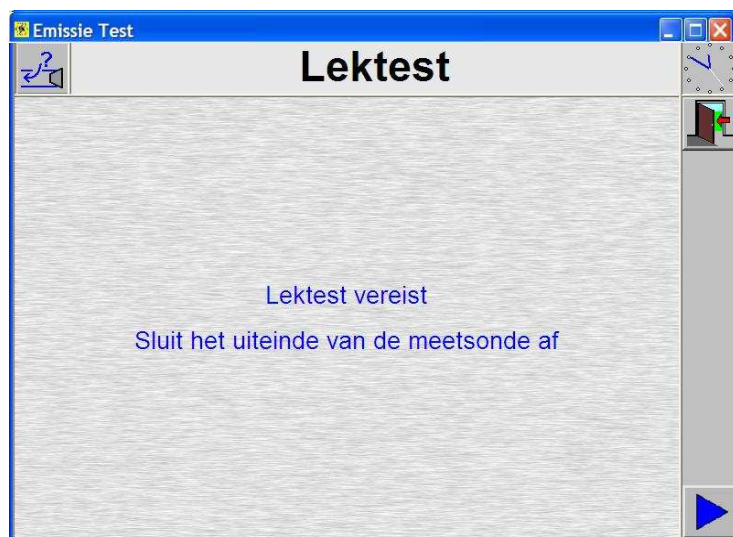 Emissie Test
Lektest
Lektest vereist
Sluit het uiteinde van de meetsonde af